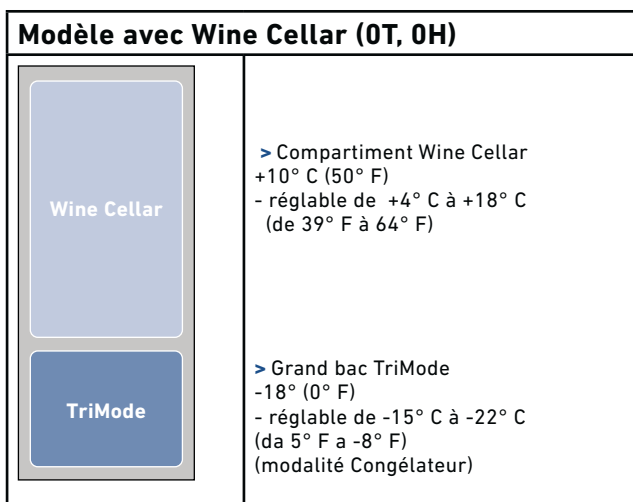 Modèle avec Wine Cellar (0T, 0H)
Wine Cellar
> Compartiment Wine Cellar
+10° C (50° F)
- réglable de +4° C à +18° C
(de 39° F à 64° F)
TriMode
> Grand bac TriMode
-18° (0° F)
- réglable de -15° C à -22° C
(da 5° F a -8° F)
(modalité Congélateur)